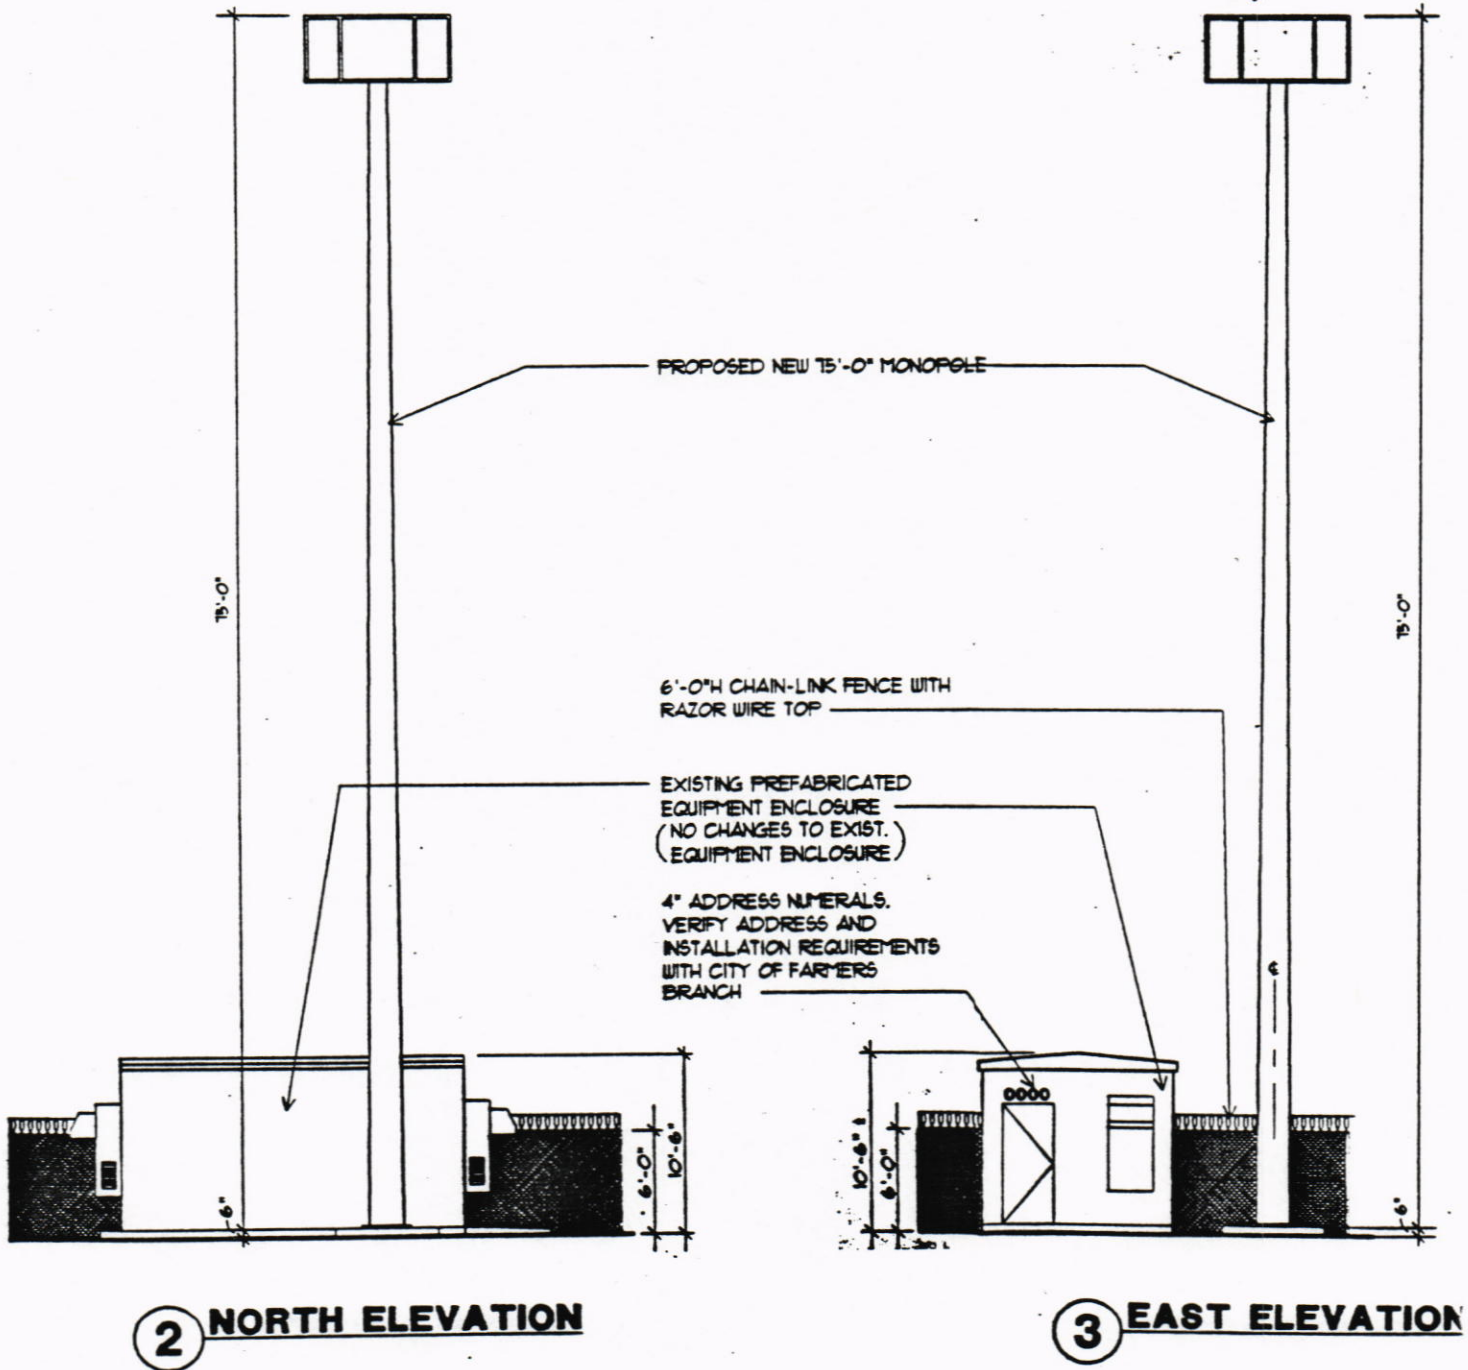 PROPOSED NEW 75'-0" MONOPOLE
75'-0"
75'-0"
6'-0"H CHAIN-LINK FENCE WITH
RAZOR WIRE TOP
EXISTING PREFABRICATED
EQUIPMENT ENCLOSURE
(NO CHANGES TO EXIST.
EQUIPMENT ENCLOSURE)
4" ADDRESS NUMERALS.
VERIFY ADDRESS AND
INSTALLATION REQUIREMENTS
WITH CITY OF FARMERS
BRANCH
0000
6"
6'-0"
10'-6"
10'-6" ±
6'-0"
6"
2 NORTH ELEVATION
3 EAST ELEVATION